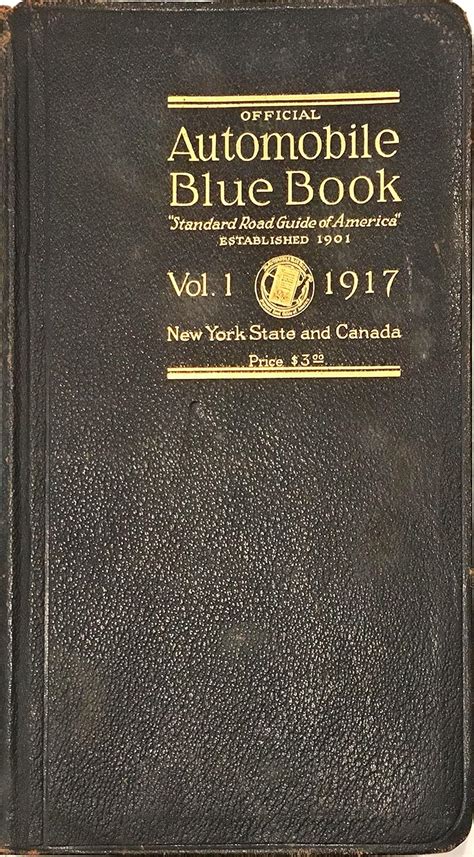 OFFICIAL
Automobile
Blue Book
"Standard Road Guide of America"
ESTABLISHED 1901
Vol. 1 1917
New York State and Canada
Price $3.00